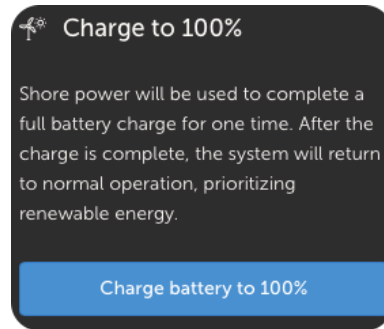 Charge to 100%
Shore power will be used to complete a
full battery charge for one time. After the
charge is complete, the system will return
to normal operation, prioritizing
renewable energy.
Charge battery to 100%